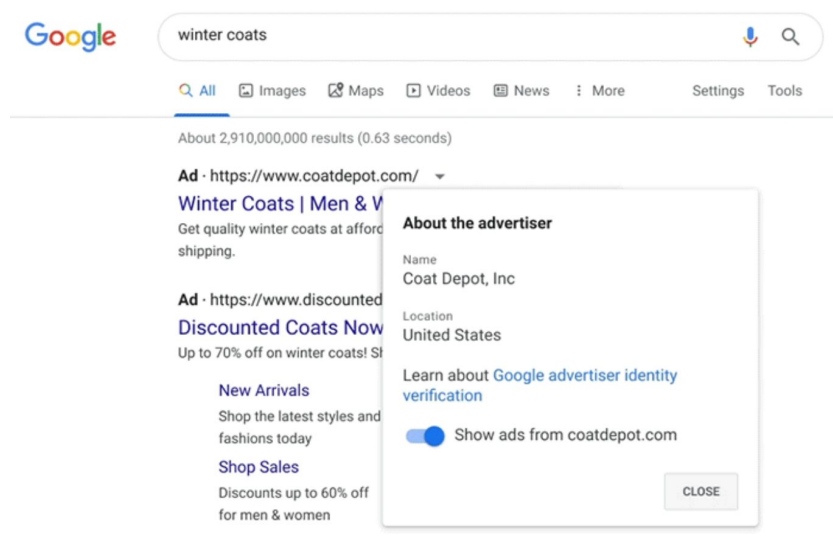 Google
winter coats
All Images Maps Videos News More Settings Tools
About 2,910,000,000 results (0.63 seconds)
Ad · https://www.coatdepot.com/
Winter Coats | Men &
Get quality winter coats at
shipping.
Ad · https://www.discounted
Discounted Coats Now
Up to 70% off on winter coats!
New Arrivals
Shop the latest styles and
fashions today
Shop Sales
Discounts up to 60% off
for men & women
About the advertiser
Name
Coat Depot, Inc
Location
United States
Learn about Google advertiser identity
verification
Show ads from coatdepot.com
CLOSE